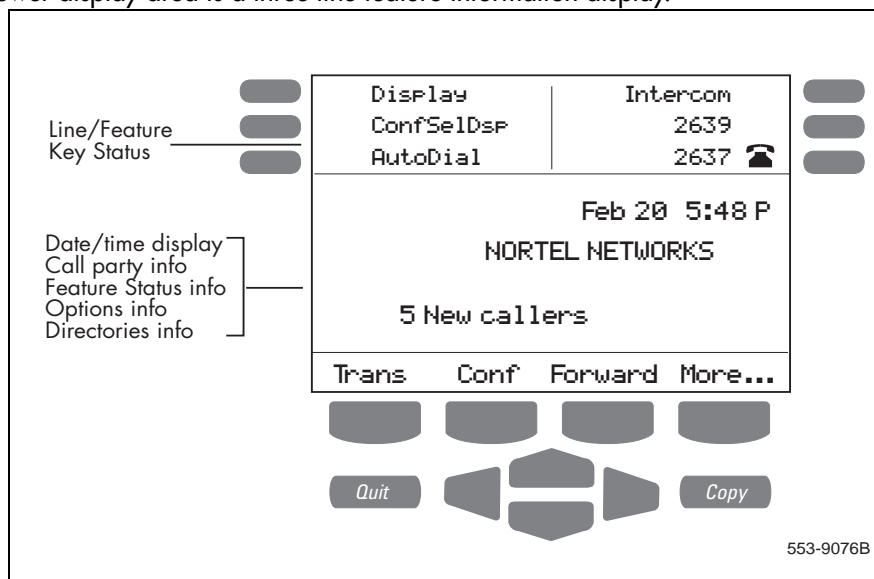 display area is a three line feature information display.
Display Intercom
ConfSelDsp 2639
AutoDial 2637
Line/Feature
Key Status
Feb 20 5:48 P
NORTEL NETWORKS
5 New callers
Date/time display
Call party info
Feature Status info
Options info
Directories info
Trans Conf Forward More...
Quit Copy
553-9076B